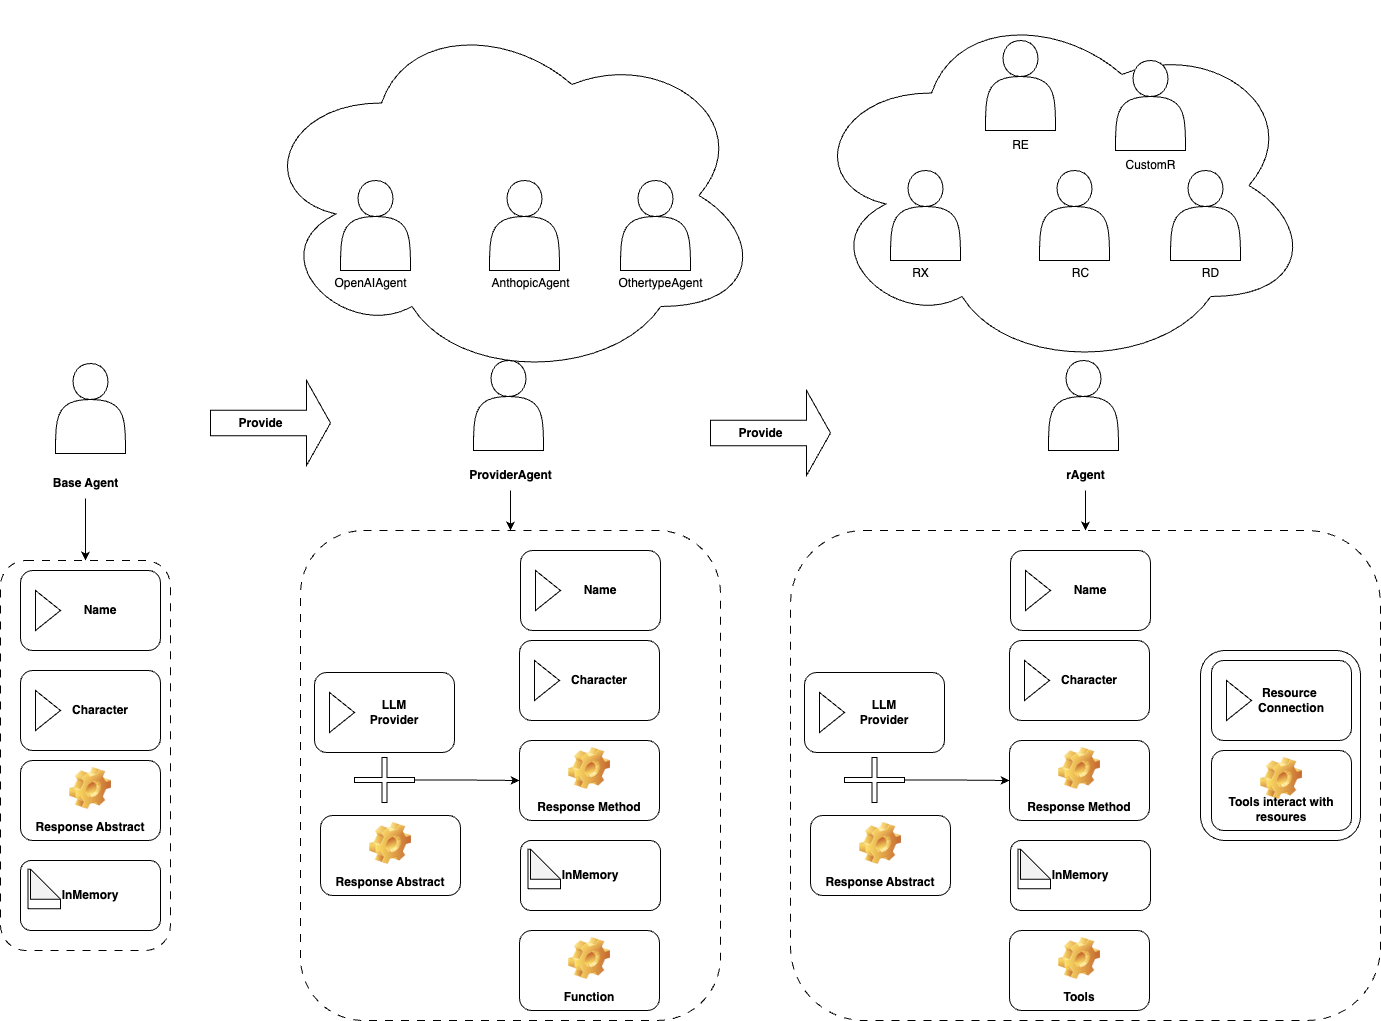 RE
CustomR
RX
RC
RD
OpenAIAgent
AnthopicAgent
OthertypeAgent
Provide
Provide
Base Agent
ProviderAgent
rAgent
Name
Character
Response Abstract
InMemory
LLM
Provider
Response Abstract
Name
Character
Response Method
InMemory
Function
LLM
Provider
Response Abstract
Name
Character
Response Method
InMemory
Tools
Resource
Connection
Tools interact with
resoures